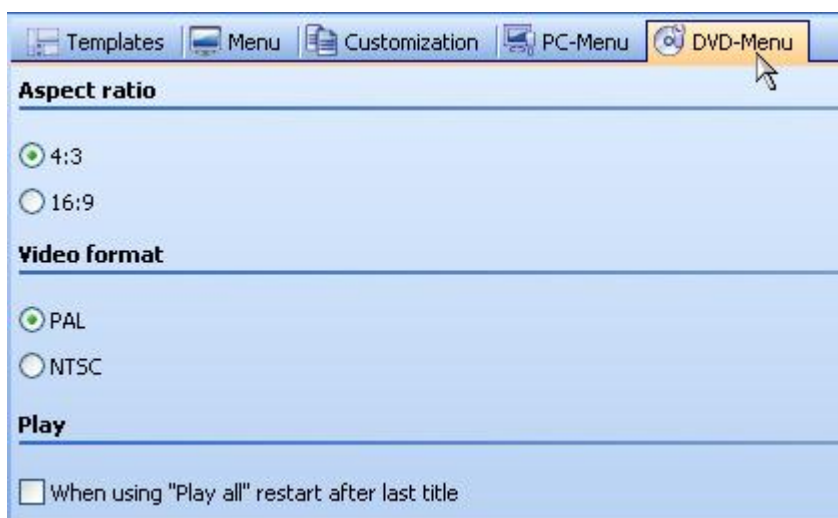 Templates Menu Customization PC-Menu DVD-Menu
Aspect ratio
4:3
16:9
Video format
PAL
NTSC
Play
When using "Play all" restart after last title